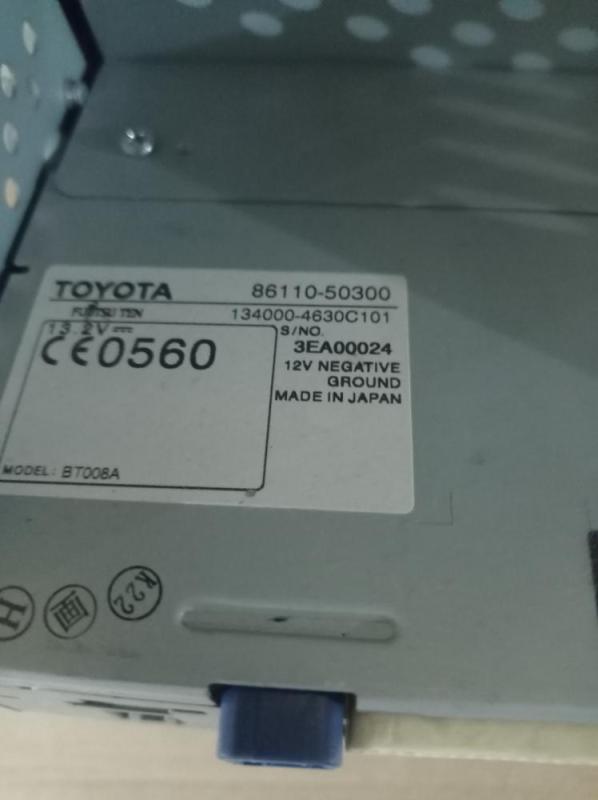 TOYOTA 86110-50300
FUJITSU TEN 134000-4630C101
13.2V⎓ S/NO.
CE0560 3EA00024
12V NEGATIVE
GROUND
MADE IN JAPAN
MODEL: BT008A
H 画 K22